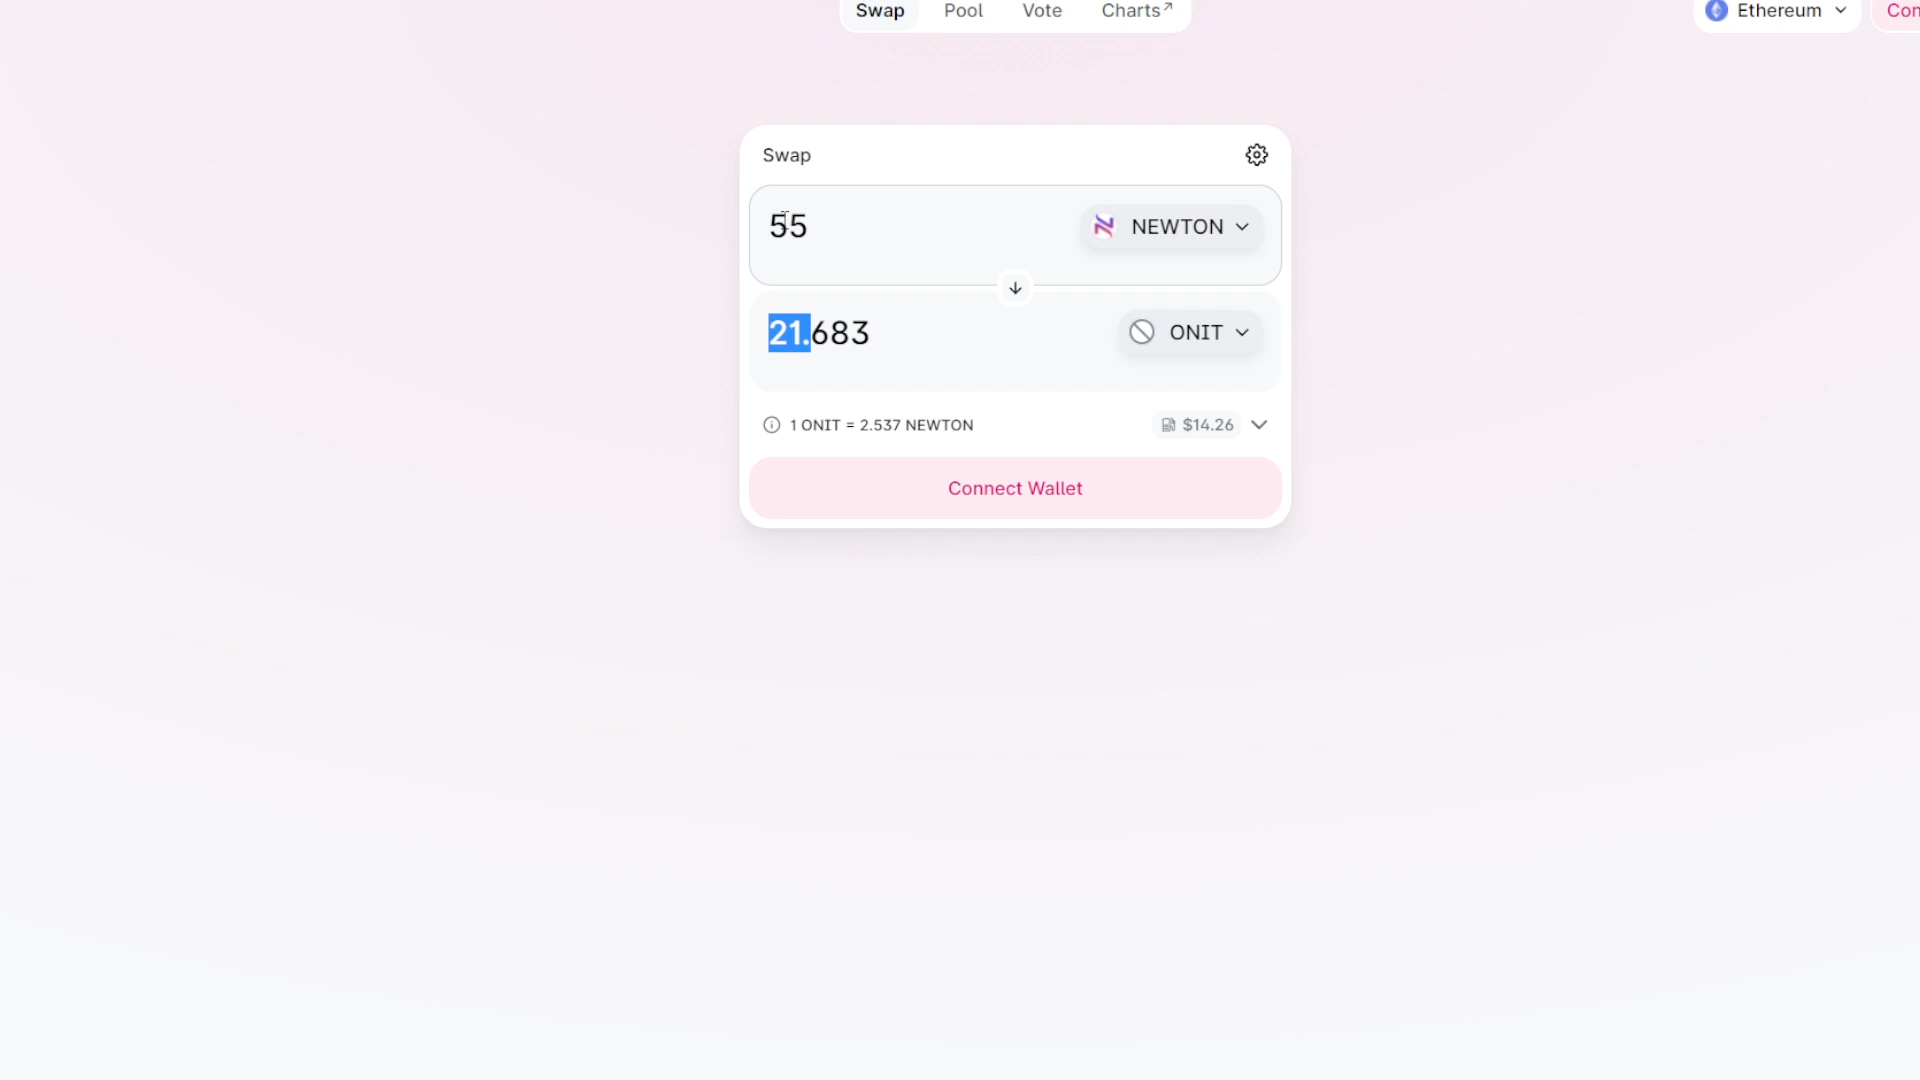 Swap Pool Vote Charts↗ Ethereum
Swap
55 NEWTON
21.683 ONIT
1 ONIT = 2.537 NEWTON $14.26
Connect Wallet